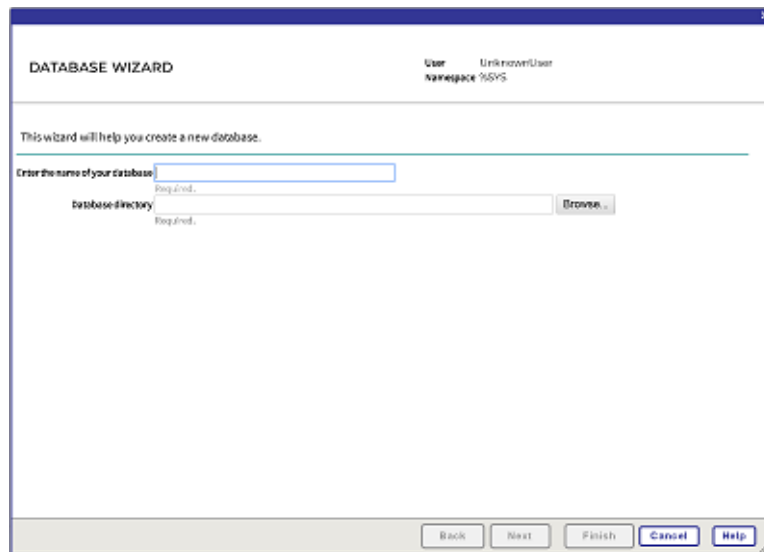 DATABASE WIZARD
User UnknownUser
Namespace %SYS
This wizard will help you create a new database.
Enter the name of your database
Required.
Database directory
Browse...
Required.
Back Next Finish Cancel Help